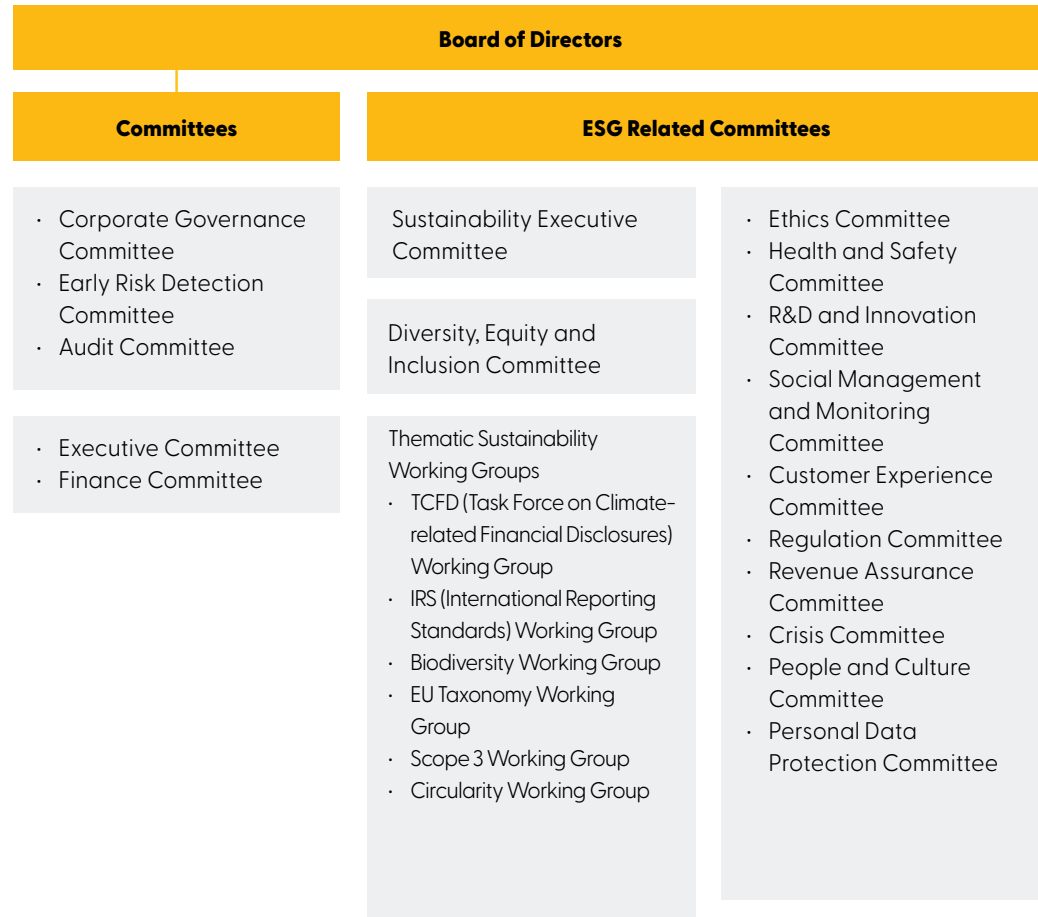 Board of Directors
Committees
· Corporate Governance
Committee
· Early Risk Detection
Committee
· Audit Committee
· Executive Committee
· Finance Committee
ESG Related Committees
Sustainability Executive
Committee
Diversity, Equity and
Inclusion Committee
Thematic Sustainability
Working Groups
· TCFD (Task Force on Climate-
related Financial Disclosures)
Working Group
· IRS (International Reporting
Standards) Working Group
· Biodiversity Working Group
· EU Taxonomy Working
Group
· Scope 3 Working Group
· Circularity Working Group
· Ethics Committee
· Health and Safety
Committee
· R&D and Innovation
Committee
· Social Management
and Monitoring
Committee
· Customer Experience
Committee
· Regulation Committee
· Revenue Assurance
Committee
· Crisis Committee
· People and Culture
Committee
· Personal Data
Protection Committee